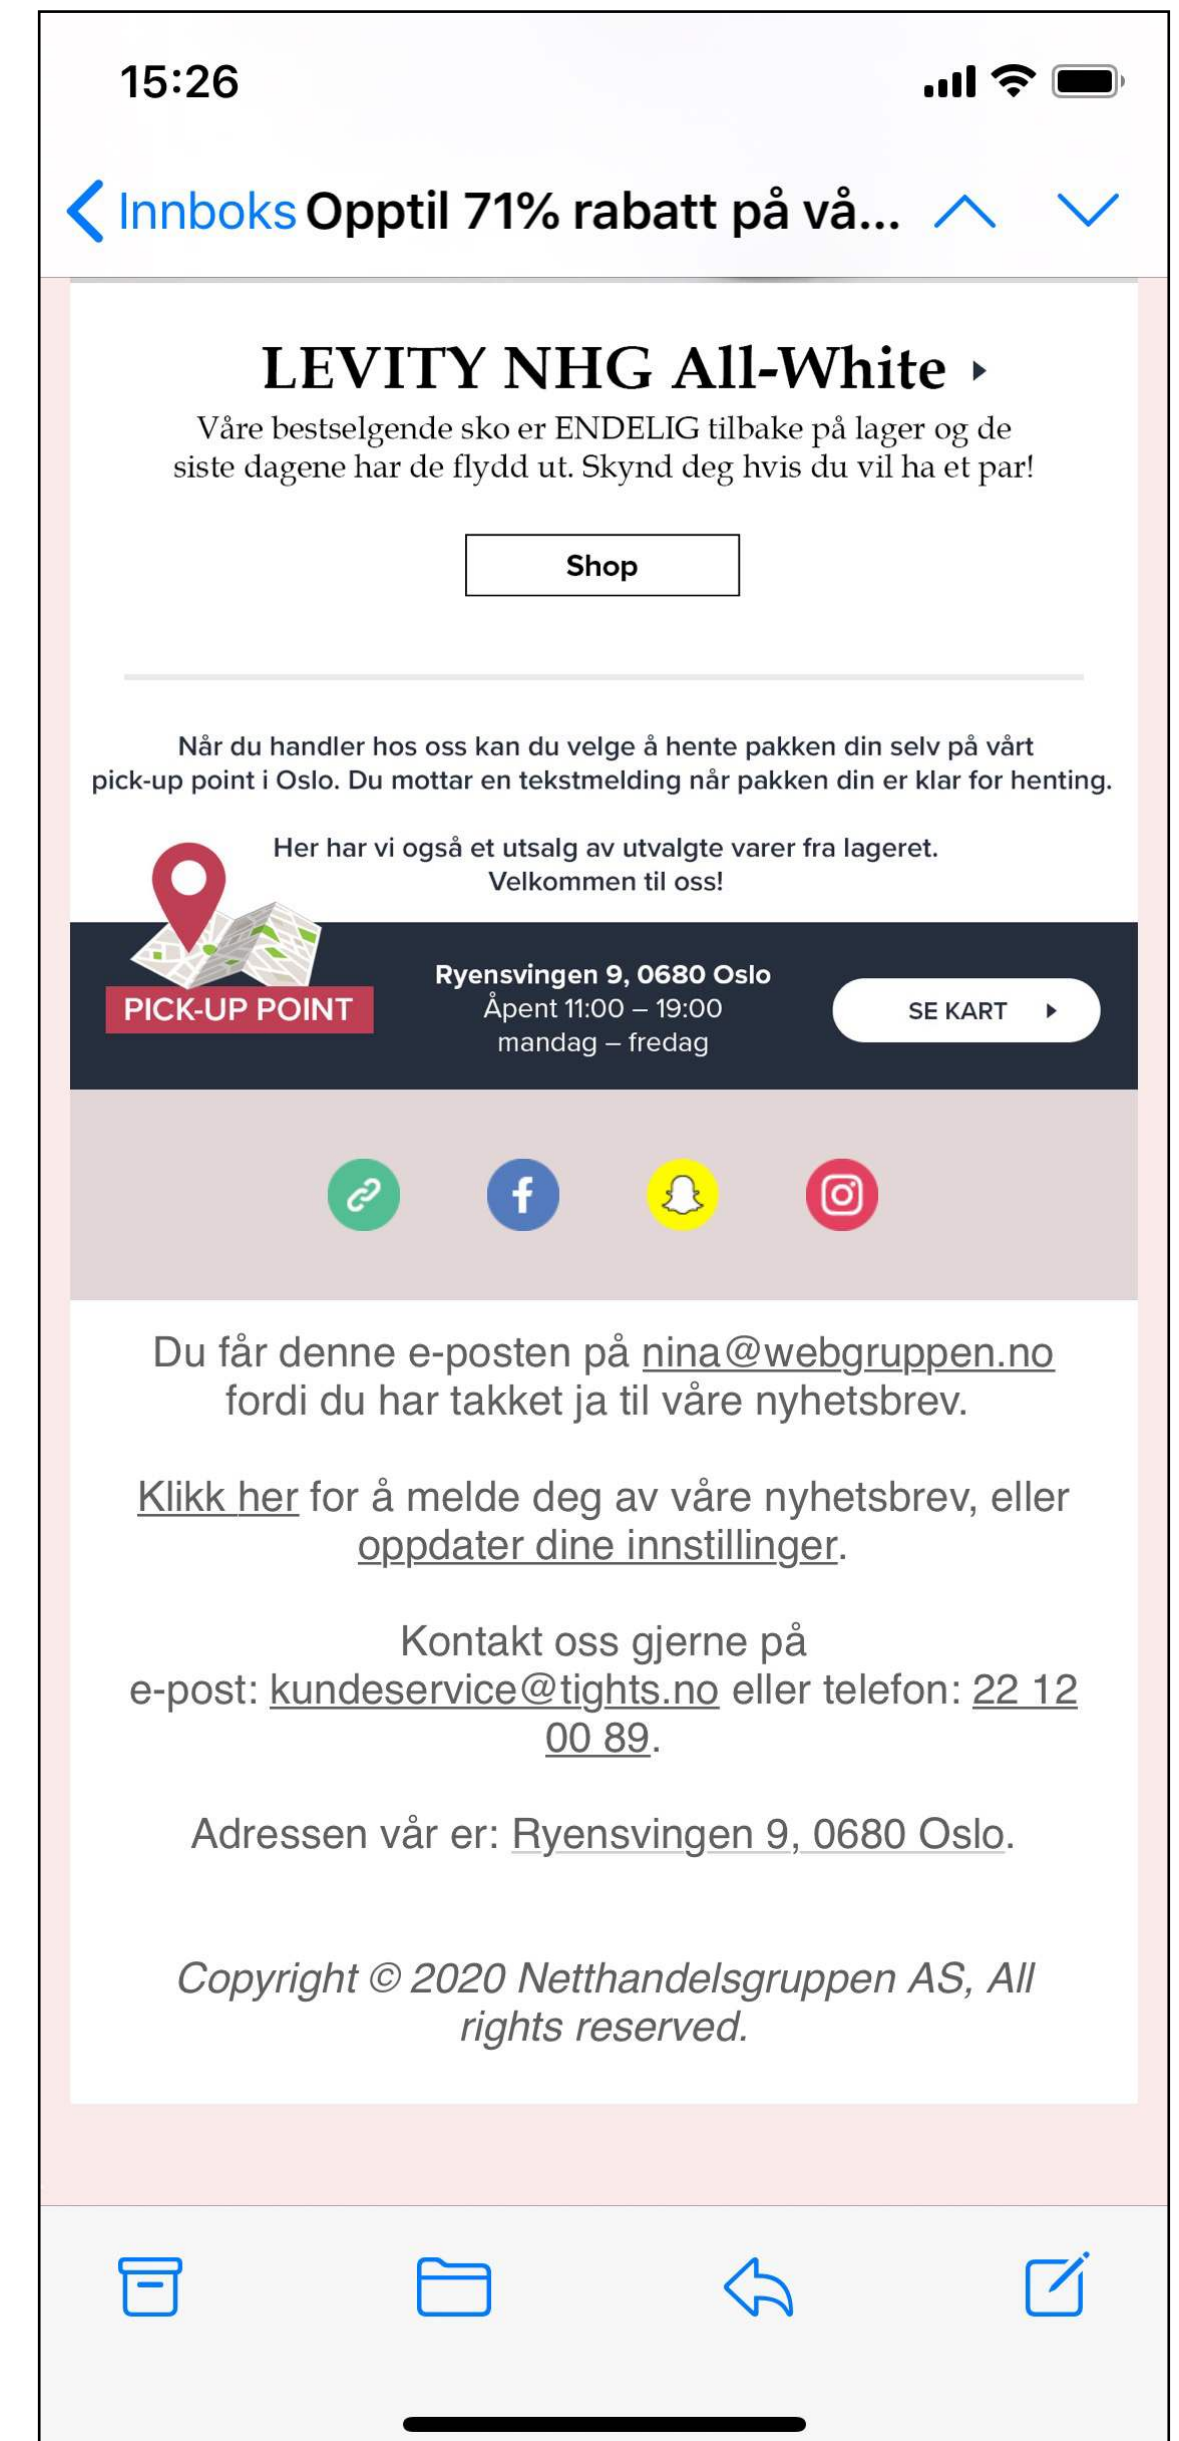 15:26
Innboks Opptil 71% rabatt på vå...
LEVITY NHG All-White
Våre bestselgende sko er ENDELIG tilbake på lager og de
siste dagene har de flydd ut. Skynd deg hvis du vil ha et par!
Shop
Når du handler hos oss kan du velge å hente pakken din selv på vårt
pick-up point i Oslo. Du mottar en tekstmelding når pakken din er klar for henting.
Her har vi også et utsalg av utvalgte varer fra lageret.
Velkommen til oss!
PICK-UP POINT
Ryensvingen 9, 0680 Oslo
Åpent 11:00 – 19:00
mandag – fredag
SE KART
Du får denne e-posten på nina@webgruppen.no
fordi du har takket ja til våre nyhetsbrev.
Klikk her for å melde deg av våre nyhetsbrev, eller
oppdater dine innstillinger.
Kontakt oss gjerne på
e-post: kundeservice@tights.no eller telefon: 22 12
00 89.
Adressen vår er: Ryensvingen 9, 0680 Oslo.
Copyright © 2020 Netthandelsgruppen AS, All
rights reserved.